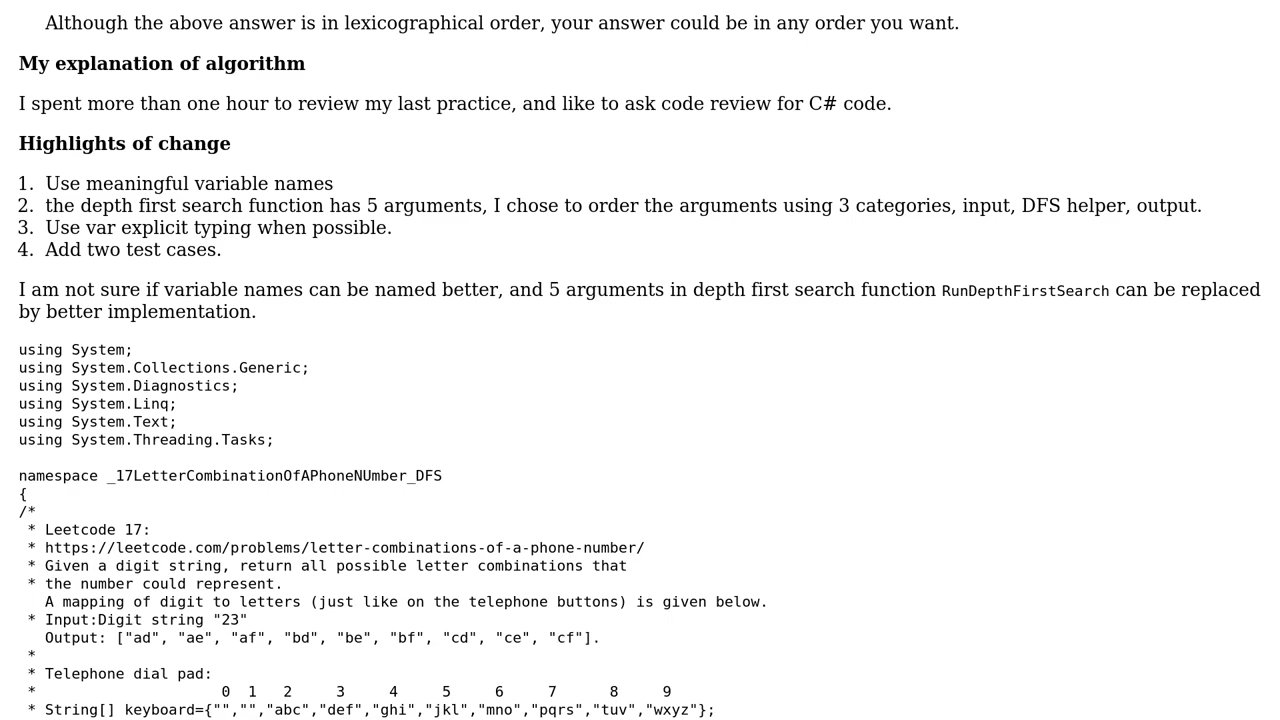 Although the above answer is in lexicographical order, your answer could be in any order you want.
My explanation of algorithm
I spent more than one hour to review my last practice, and like to ask code review for C# code.
Highlights of change
1. Use meaningful variable names
2. the depth first search function has 5 arguments, I chose to order the arguments using 3 categories, input, DFS helper, output.
3. Use var explicit typing when possible.
4. Add two test cases.
I am not sure if variable names can be named better, and 5 arguments in depth first search function RunDepthFirstSearch can be replaced
by better implementation.
using System;
using System.Collections.Generic;
using System.Diagnostics;
using System.Linq;
using System.Text;
using System.Threading.Tasks;
namespace _17LetterCombinationOfAPhoneNUmber_DFS
{
/*
 * Leetcode 17:
 * https://leetcode.com/problems/letter-combinations-of-a-phone-number/
 * Given a digit string, return all possible letter combinations that
 * the number could represent.
   A mapping of digit to letters (just like on the telephone buttons) is given below.
 * Input:Digit string "23"
   Output: ["ad", "ae", "af", "bd", "be", "bf", "cd", "ce", "cf"].
 *
 * Telephone dial pad:
 *                     0  1   2     3     4     5     6     7      8     9
 * String[] keyboard={"","","abc","def","ghi","jkl","mno","pqrs","tuv","wxyz"};